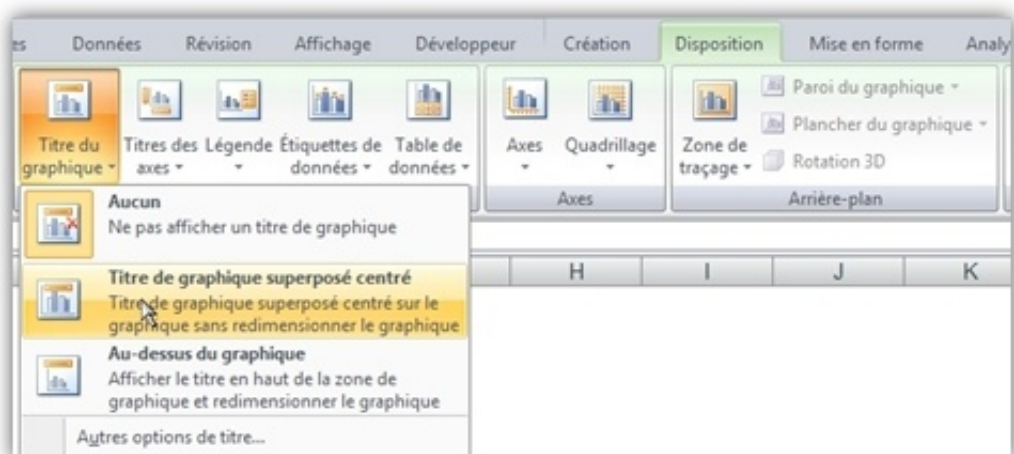 es Données Révision Affichage Développeur Création Disposition Mise en forme Analy
Titre du graphique
Titres des axes
Légende
Étiquettes de données
Table de données
Axes
Quadrillage
Zone de traçage
Paroi du graphique
Plancher du graphique
Rotation 3D
Axes
Arrière-plan
Aucun
Ne pas afficher un titre de graphique
Titre de graphique superposé centré
Titre de graphique superposé centré sur le
graphique sans redimensionner le graphique
Au-dessus du graphique
Afficher le titre en haut de la zone de
graphique et redimensionner le graphique
Autres options de titre...
H I J K